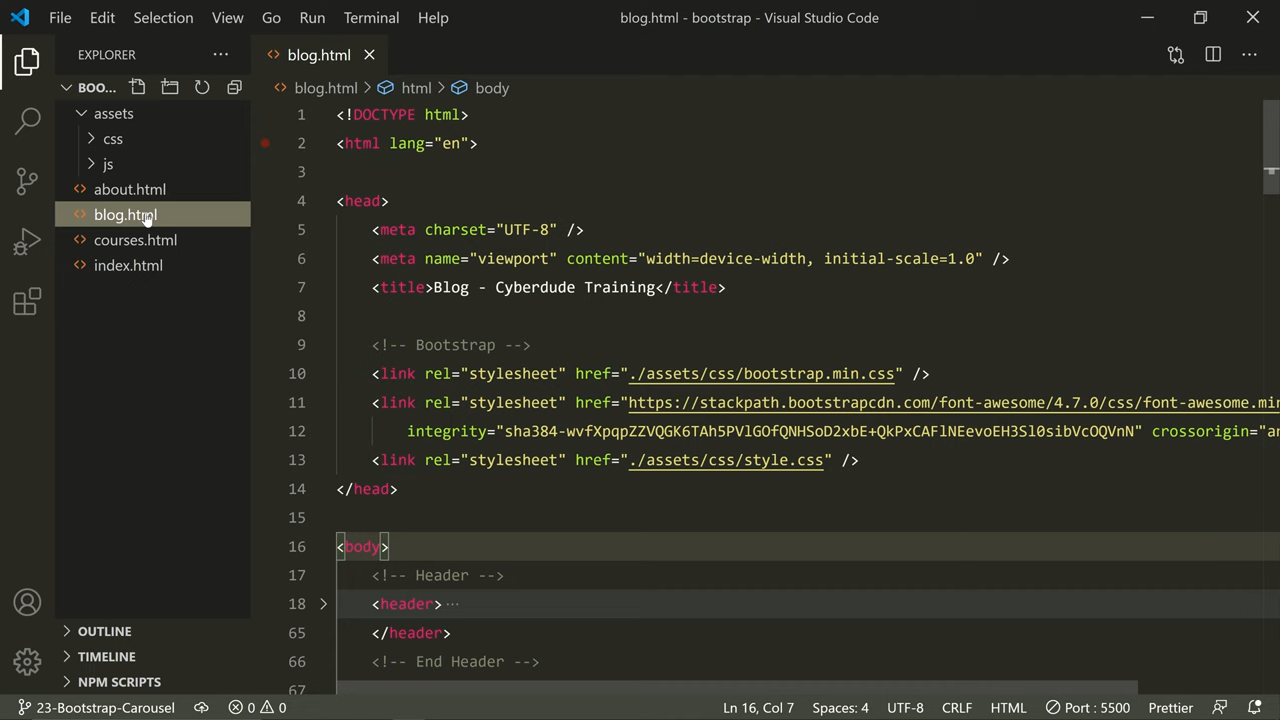 File Edit Selection View Go Run Terminal Help blog.html - bootstrap - Visual Studio Code
EXPLORER ··· blog.html
BOO... blog.html > html > body
assets
css
js
about.html
blog.html
courses.html
index.html
1 <!DOCTYPE html>
2 <html lang="en">
3
4 <head>
5 <meta charset="UTF-8" />
6 <meta name="viewport" content="width=device-width, initial-scale=1.0" />
7 <title>Blog - Cyberdude Training</title>
8
9 <!-- Bootstrap -->
10 <link rel="stylesheet" href="./assets/css/bootstrap.min.css" />
11 <link rel="stylesheet" href="https://stackpath.bootstrapcdn.com/font-awesome/4.7.0/css/font-awesome.min
12 integrity="sha384-wvfXpqpZZVQGK6TAh5PVlGOfQNHSoD2xbE+QkPxCAFlNEevoEH3Sl0sibVcOQVnN" crossorigin="an
13 <link rel="stylesheet" href="./assets/css/style.css" />
14 </head>
15
16 <body>
17 <!-- Header -->
18 <header> ···
65 </header>
66 <!-- End Header -->
67
OUTLINE
TIMELINE
NPM SCRIPTS
23-Bootstrap-Carousel 0 0 Ln 16, Col 7 Spaces: 4 UTF-8 CRLF HTML Port : 5500 Prettier